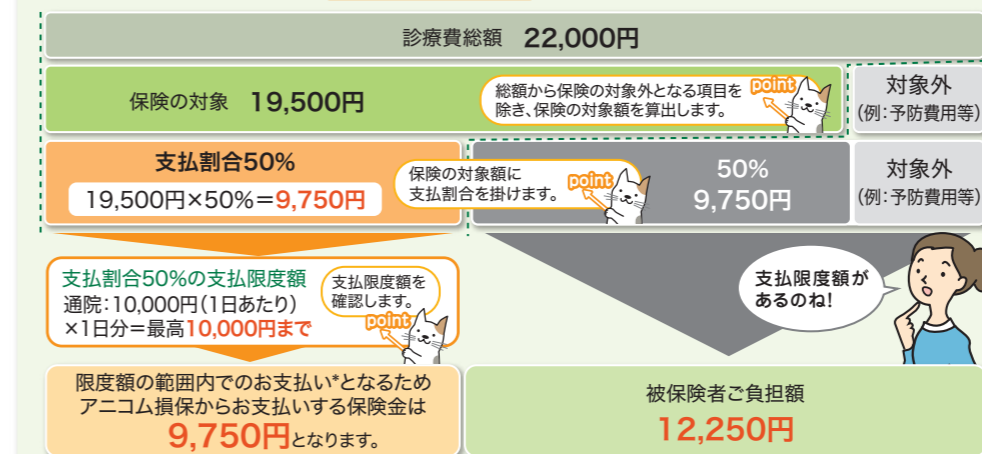 診療費総額 22,000円
保険の対象 19,500円
総額から保険の対象外となる項目を
除き、保険の対象額を算出します。
point
対象外
(例:予防費用等)
支払割合50%
19,500円×50%=9,750円
保険の対象額に
支払割合を掛けます。
point
50%
9,750円
対象外
(例:予防費用等)
支払割合50%の支払限度額
通院:10,000円(1日あたり)
×1日分=最高10,000円まで
支払限度額を
確認します。
point
支払限度額が
あるのね!
限度額の範囲内でのお支払い*となるため
アニコム損保からお支払いする保険金は
9,750円となります。
被保険者ご負担額
12,250円